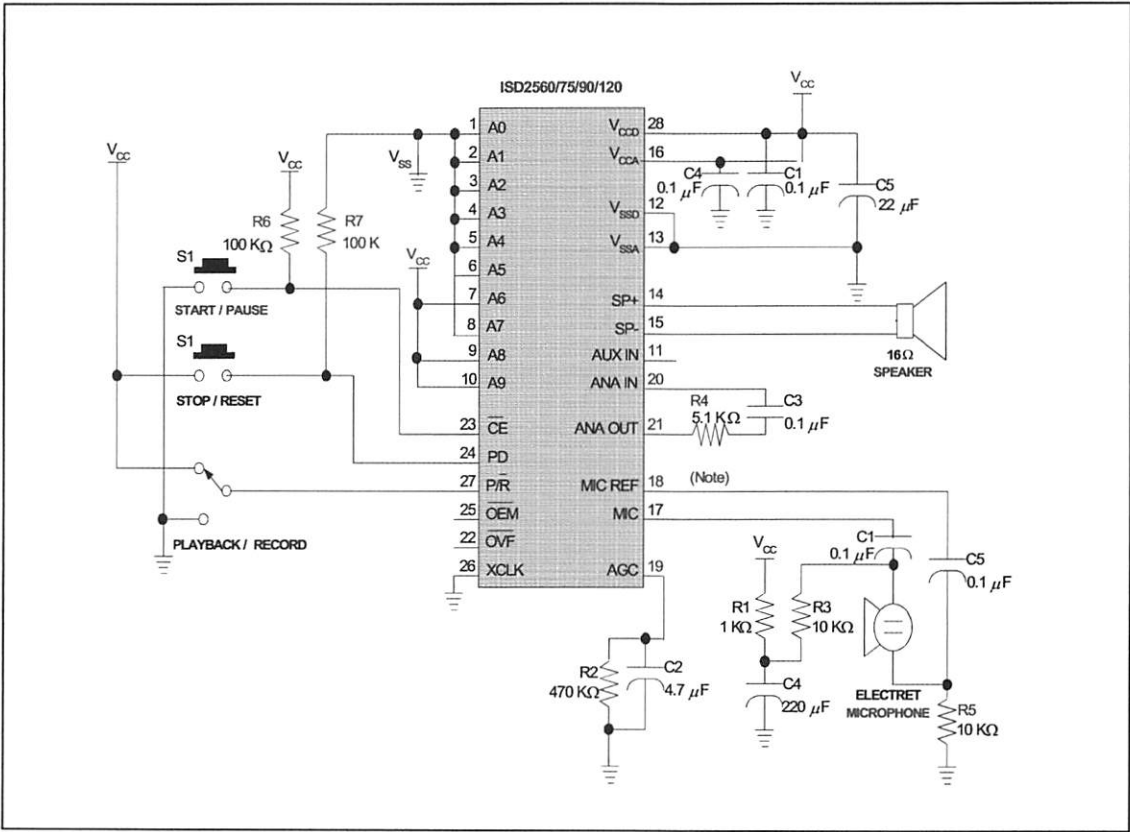 ISD2560/75/90/120
VCC
VCC
VCC
VSS
R6
100 KΩ
R7
100 K
S1
START / PAUSE
S1
STOP / RESET
PLAYBACK / RECORD
VCC
1 A0
2 A1
3 A2
4 A3
5 A4
6 A5
7 A6
8 A7
9 A8
10 A9
23 CE
24 PD
27 P/R
25 OEM
22 OVF
26 XCLK
VCCD 28
VCCA 16
VSSD 12
VSSA 13
SP+ 14
SP- 15
AUX IN 11
ANA IN 20
ANA OUT 21
MIC REF 18
MIC 17
AGC 19
C4
0.1 μF
C1
0.1 μF
C5
22 μF
16Ω
SPEAKER
R4
5.1 KΩ
C3
0.1 μF
(Note)
VCC
C1
0.1 μF
C5
0.1 μF
R1
1 KΩ
R3
10 KΩ
R2
470 KΩ
C2
4.7 μF
C4
220 μF
ELECTRET
MICROPHONE
R5
10 KΩ